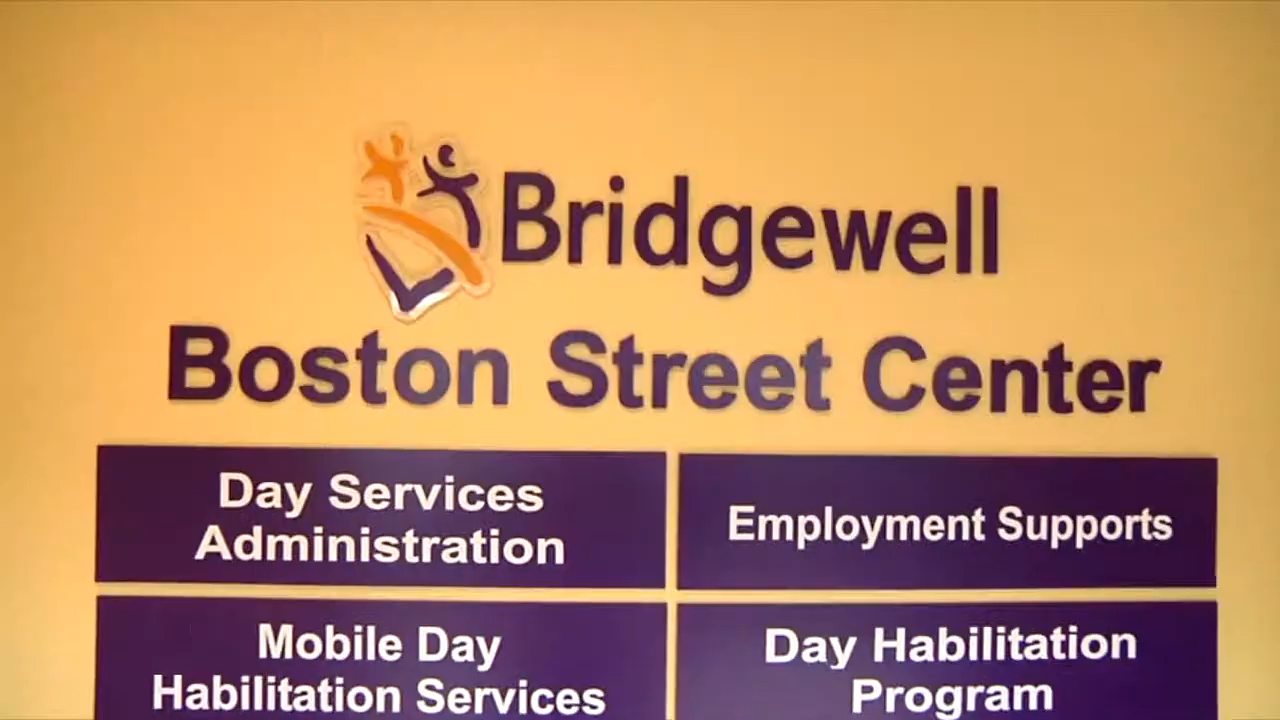 Bridgewell
Boston Street Center
Day Services
Administration
Employment Supports
Mobile Day
Habilitation Services
Day Habilitation
Program